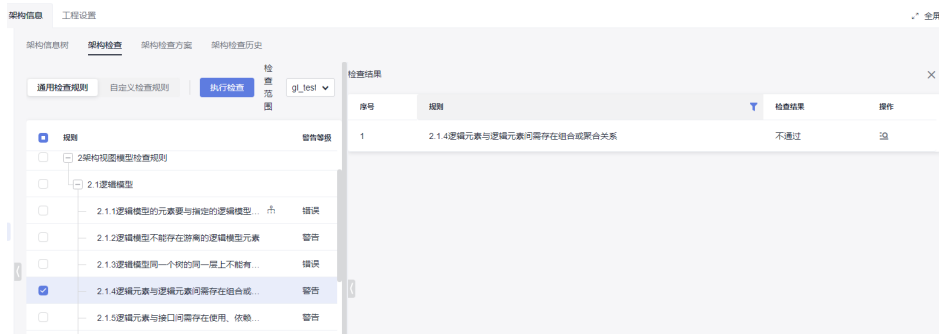 架构信息 工程设置 全屏
架构信息树 架构检查 架构检查方案 架构检查历史
通用检查规则 自定义检查规则 执行检查 检查范围 gl_test
规则 警告等级
2架构视图模型检查规则
2.1逻辑模型
2.1.1逻辑模型的元素要与指定的逻辑模型... 错误
2.1.2逻辑模型不能存在游离的逻辑模型元素 警告
2.1.3逻辑模型同一个树的同一层上不能有... 错误
2.1.4逻辑元素与逻辑元素间需存在组合或... 警告
2.1.5逻辑元素与接口间需存在使用、依赖... 警告
检查结果
序号 规则 检查结果 操作
1 2.1.4逻辑元素与逻辑元素间需存在组合或聚合关系 不通过